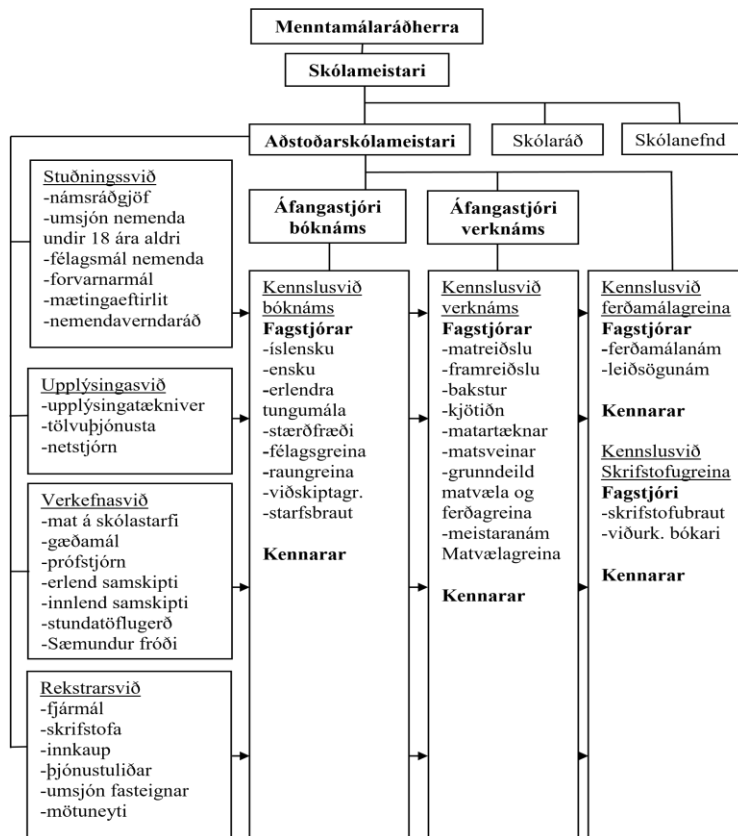 Menntamálaráðherra
Skólameistari
Aðstoðarskólameistari
Skólaráð
Skólanefnd
Stuðningssvið
-námsráðgjöf
-umsjón nemenda
undir 18 ára aldri
-félagsmál nemenda
-forvarnarmál
-mætingaeftirlit
-nemendaverndaráð
Upplýsingasvið
-upplýsingatækniver
-tölvuþjónusta
-netstjórn
Verkefnasvið
-mat á skólastarfi
-gæðamál
-prófstjórn
-erlend samskipti
-innlend samskipti
-stundatöflugerð
-Sæmundur fróði
Rekstrarsvið
-fjármál
-skrifstofa
-innkaup
-þjónustuliðar
-umsjón fasteignar
-mötuneyti
Áfangastjóri
bóknáms
Kennslusvið
bóknáms
Fagstjórar
-íslensku
-ensku
-erlendra
tungumála
-stærðfræði
-félagsgreina
-raungreina
-viðskiptagr.
-starfsbraut
Kennarar
Áfangastjóri
verknáms
Kennslusvið
verknáms
Fagstjórar
-matreiðslu
-framreiðslu
-bakstur
-kjötiðn
-matartæknar
-matsveinar
-grunndeild
matvæla og
ferðagreina
-meistaranám
Matvælagreina
Kennarar
Kennslusvið
ferðamálagreina
Fagstjórar
-ferðamálanám
-leiðsögunám
Kennarar
Kennslusvið
Skrifstofugreina
Fagstjóri
-skrifstofubraut
-viðurk. bókari
Kennarar